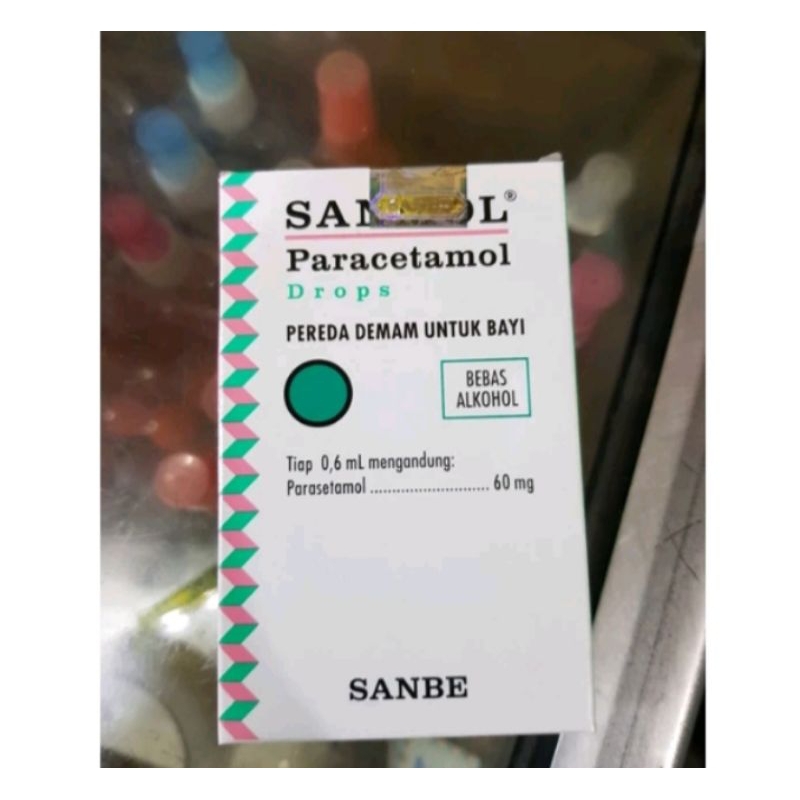 Paracetamol
Drops
PEREDA DEMAM UNTUK BAYI
BEBAS
ALKOHOL
Tiap 0,6 mL mengandung:
Parasetamol ........................... 60 mg
SANBE